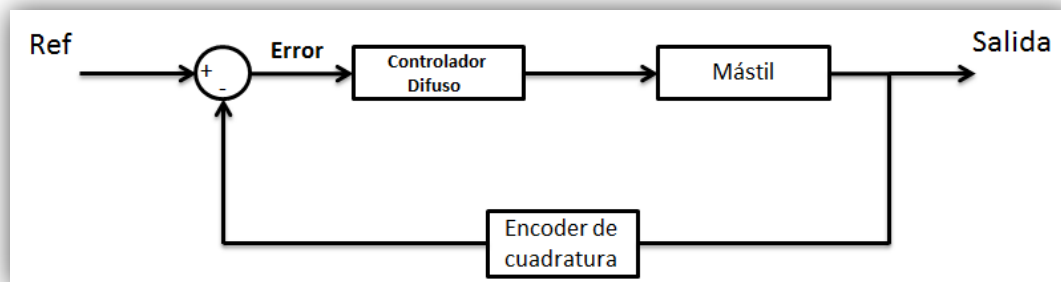 Ref
Salida
Error
Controlador
Difuso
Mástil
+
-
Encoder de
cuadratura